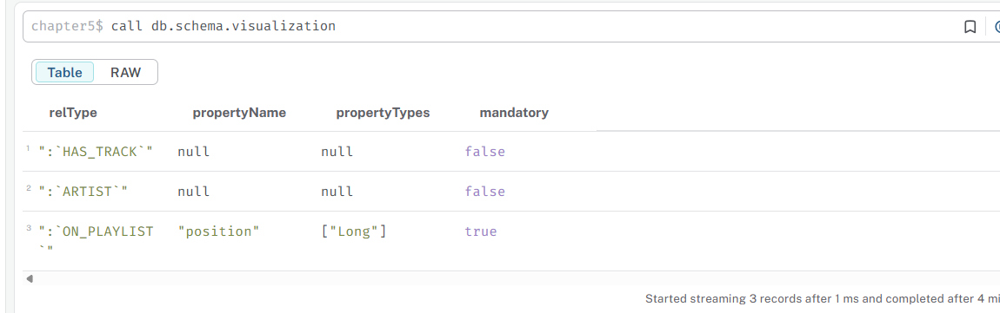 chapter5$ call db.schema.visualization
Table RAW
relType propertyName propertyTypes mandatory
1 ":`HAS_TRACK`" null null false
2 ":`ARTIST`" null null false
3 ":`ON_PLAYLIST "position" ["Long"] true
`"
Started streaming 3 records after 1 ms and completed after 4 mi